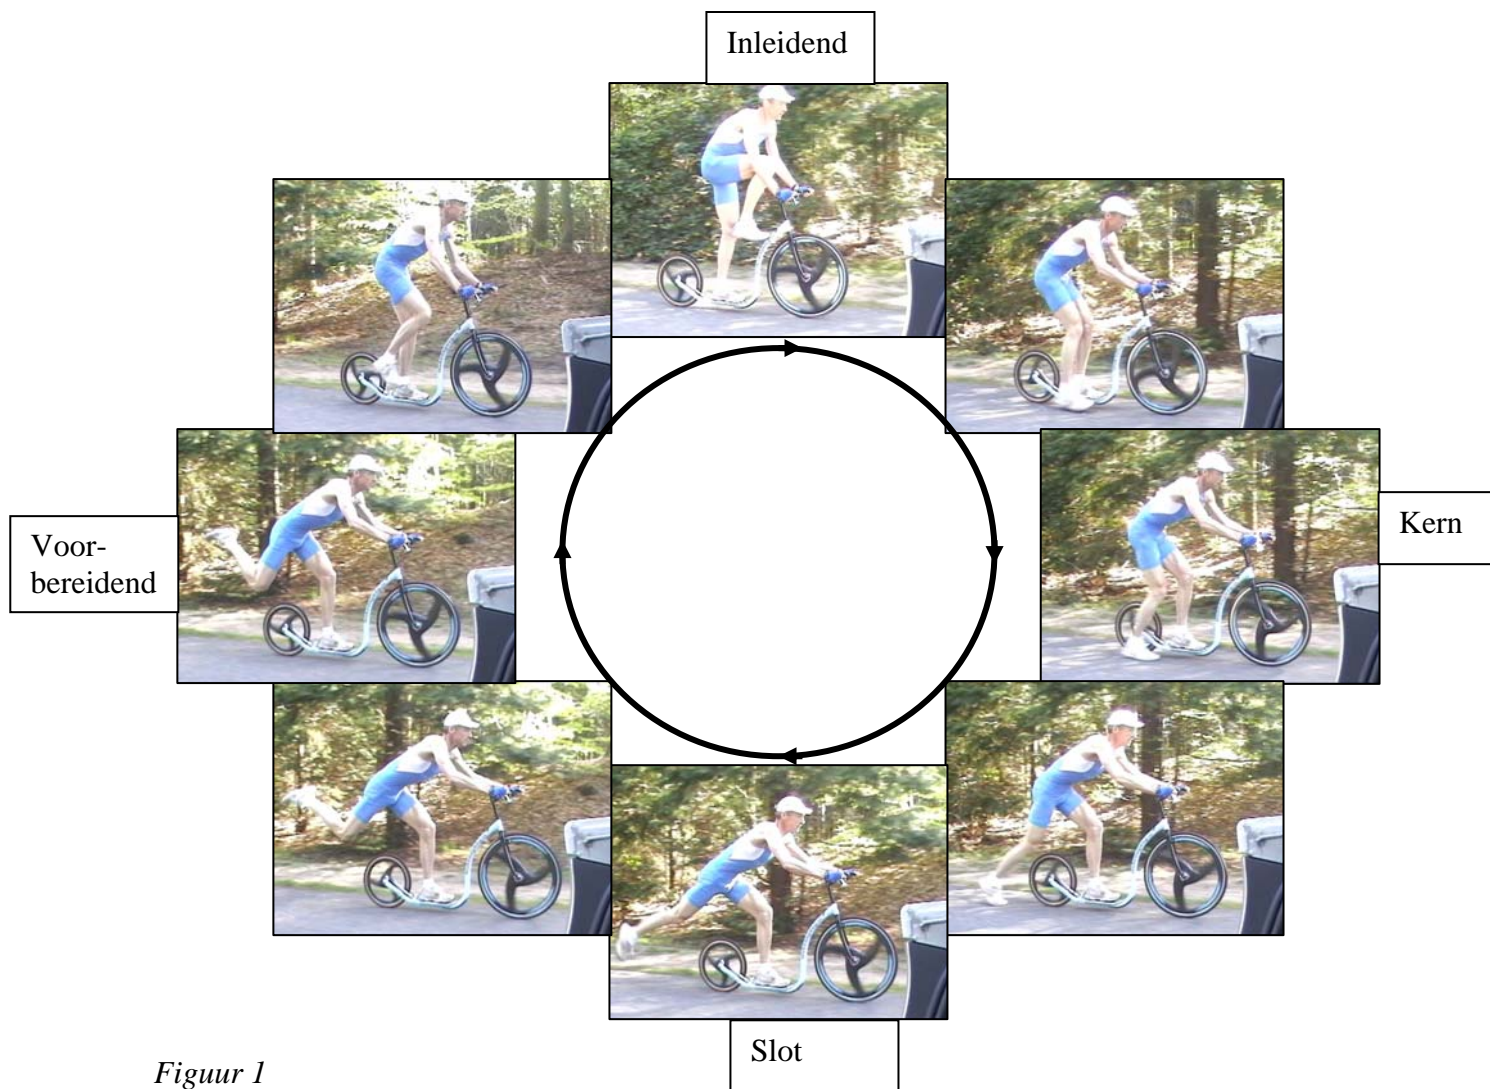 Inleidend
Kern
Voor-
bereidend
Slot
Figuur 1